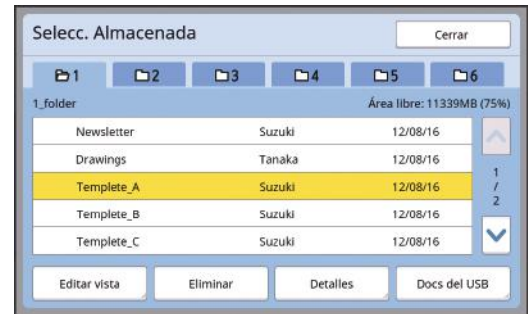 Selecc. Almacenada Cerrar
1 2 3 4 5 6
1_folder Área libre: 11339MB (75%)
Newsletter Suzuki 12/08/16
Drawings Tanaka 12/08/16
Templete_A Suzuki 12/08/16
Templete_B Suzuki 12/08/16
Templete_C Suzuki 12/08/16
1
/
2
Editar vista Eliminar Detalles Docs del USB